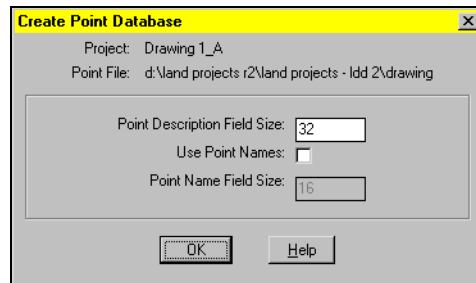 Create Point Database
Project: Drawing 1_A
Point File: d:\land projects r2\land projects - ldd 2\drawing
Point Description Field Size: 32
Use Point Names:
Point Name Field Size: 16
OK Help